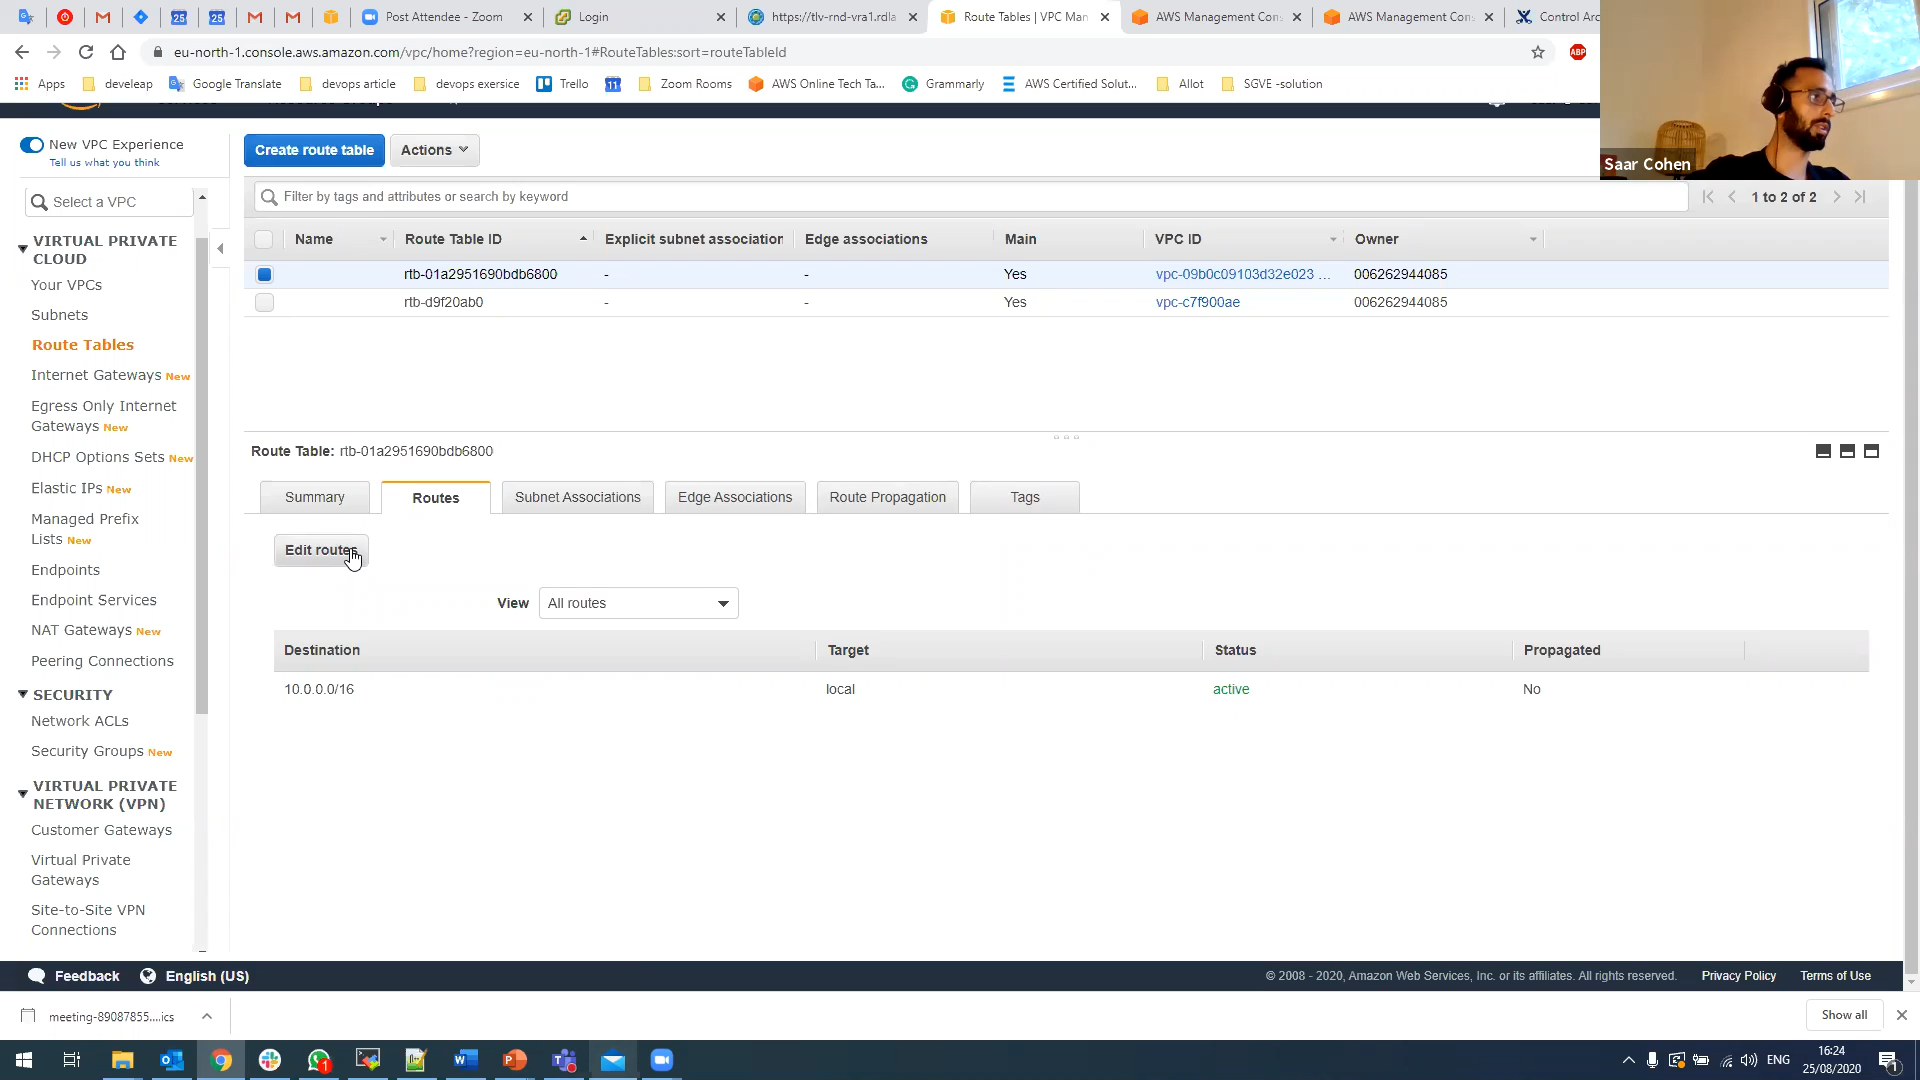 Post Attendee - Zoom
Login
https://tlv-rnd-vra1.rdla
Route Tables | VPC Man
AWS Management Con
AWS Management Con
Control Arc
eu-north-1.console.aws.amazon.com/vpc/home?region=eu-north-1#RouteTables:sort=routeTableId
ABP
Apps
develeap
Google Translate
devops article
devops exersice
Trello
11
Zoom Rooms
AWS Online Tech Ta...
Grammarly
AWS Certified Solut...
Allot
SGVE -solution
Saar Cohen
New VPC Experience
Tell us what you think
Select a VPC
VIRTUAL PRIVATE
CLOUD
Your VPCs
Subnets
Route Tables
Internet Gateways New
Egress Only Internet
Gateways New
DHCP Options Sets New
Elastic IPs New
Managed Prefix
Lists New
Endpoints
Endpoint Services
NAT Gateways New
Peering Connections
SECURITY
Network ACLs
Security Groups New
VIRTUAL PRIVATE
NETWORK (VPN)
Customer Gateways
Virtual Private
Gateways
Site-to-Site VPN
Connections
Create route table
Actions
Filter by tags and attributes or search by keyword
1 to 2 of 2
Name Route Table ID Explicit subnet association Edge associations Main VPC ID Owner
rtb-01a2951690bdb6800 - - Yes vpc-09b0c09103d32e023 ... 006262944085
rtb-d9f20ab0 - - Yes vpc-c7f900ae 006262944085
Route Table: rtb-01a2951690bdb6800
Summary Routes Subnet Associations Edge Associations Route Propagation Tags
Edit routes
View All routes
Destination Target Status Propagated
10.0.0.0/16 local active No
Feedback
English (US)
© 2008 - 2020, Amazon Web Services, Inc. or its affiliates. All rights reserved.
Privacy Policy
Terms of Use
meeting-89087855....ics
Show all
ENG
16:24
25/08/2020